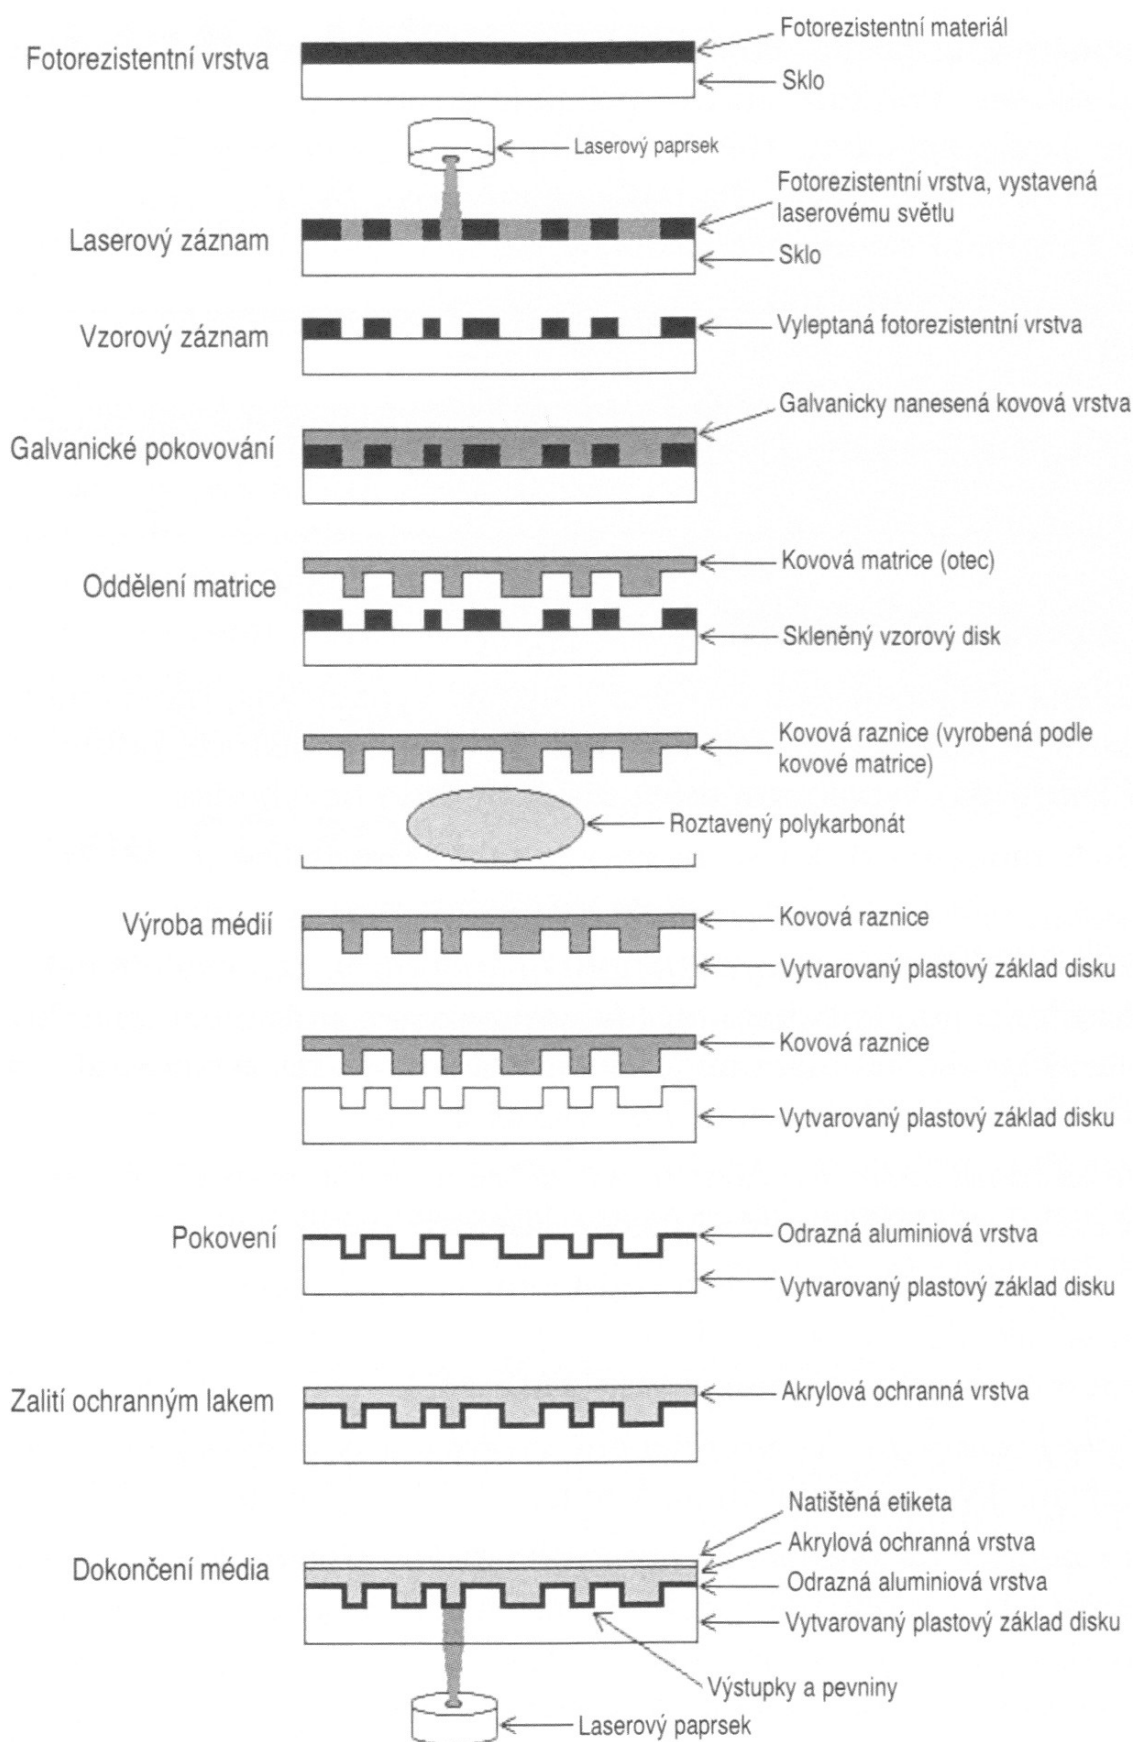 Fotorezistentní vrstva
Fotorezistentní materiál
Sklo
Laserový paprsek
Laserový záznam
Fotorezistentní vrstva, vystavená
laserovému světlu
Sklo
Vzorový záznam
Vyleptaná fotorezistentní vrstva
Galvanické pokovování
Galvanicky nanesená kovová vrstva
Oddělení matrice
Kovová matrice (otec)
Skleněný vzorový disk
Kovová raznice (vyrobená podle
kovové matrice)
Roztavený polykarbonát
Výroba médií
Kovová raznice
Vytvarovaný plastový základ disku
Kovová raznice
Vytvarovaný plastový základ disku
Pokovení
Odrazná aluminiová vrstva
Vytvarovaný plastový základ disku
Zalití ochranným lakem
Akrylová ochranná vrstva
Dokončení média
Natištěná etiketa
Akrylová ochranná vrstva
Odrazná aluminiová vrstva
Vytvarovaný plastový základ disku
Výstupky a pevniny
Laserový paprsek